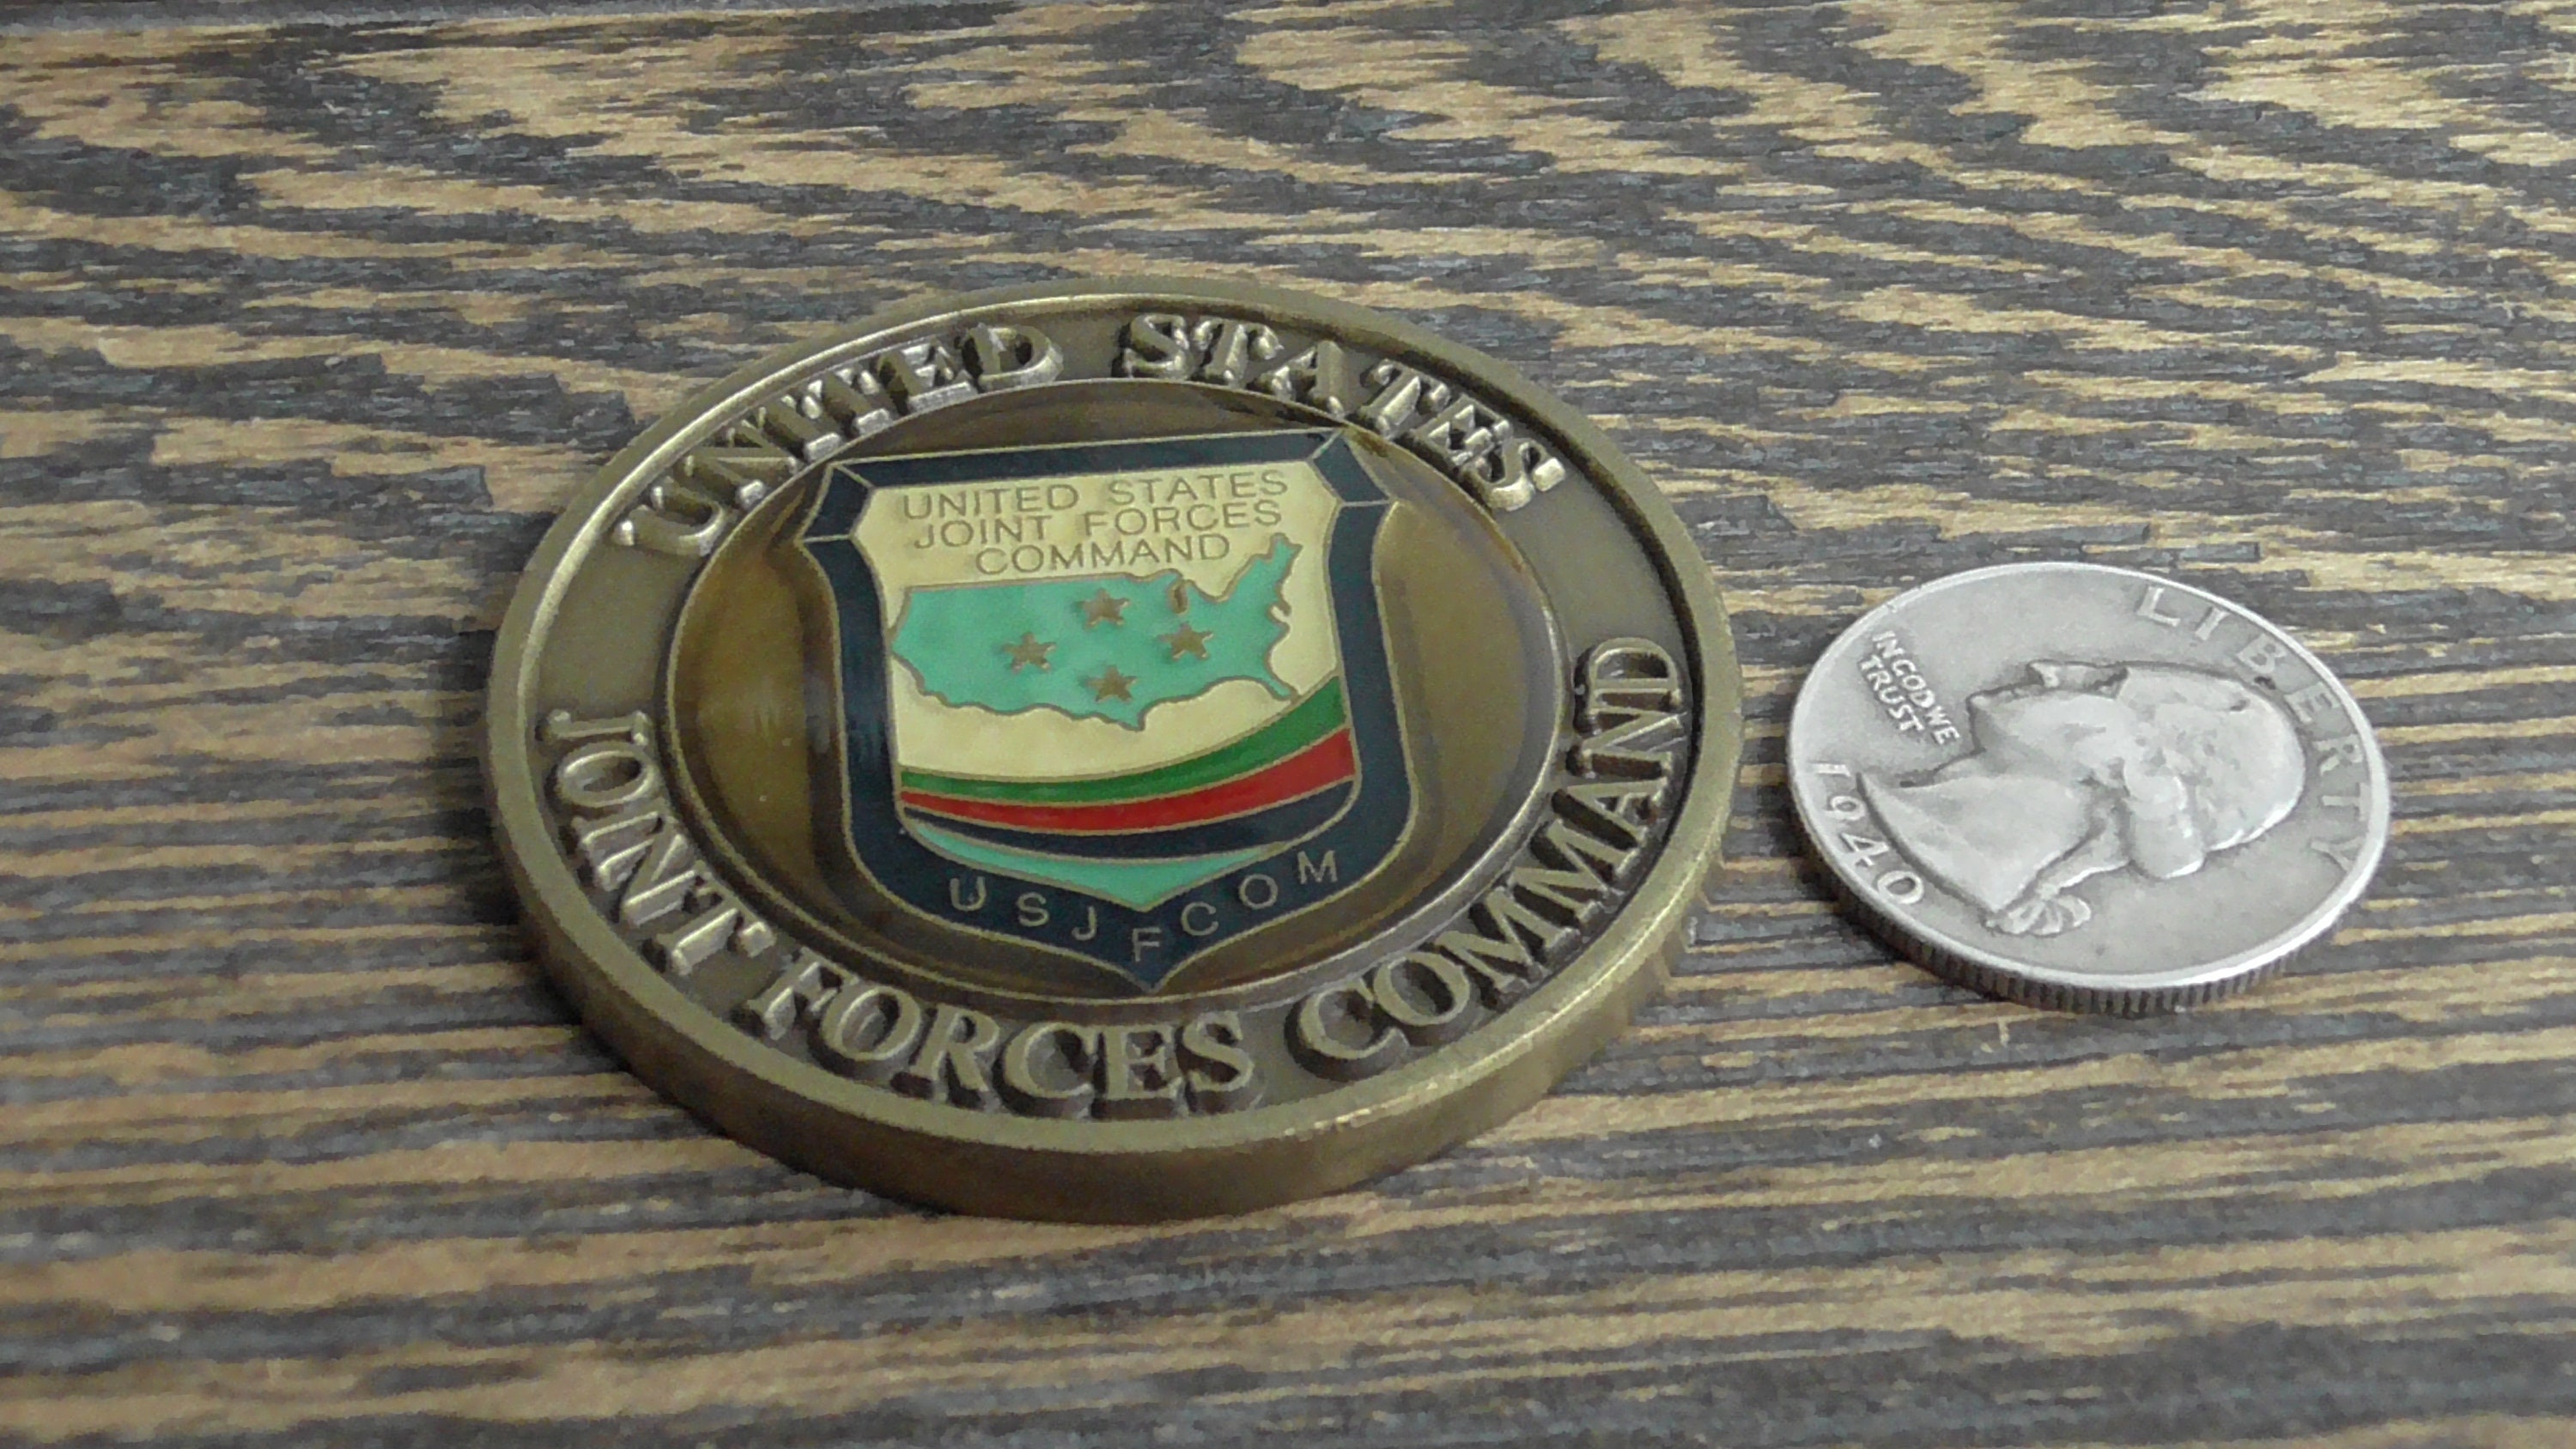 UNITED STATES
UNITED STATES
JOINT FORCES
COMMAND
USJFCOM
JOINT FORCES COMMAND
LIBERTY
IN GOD WE
TRUST
1940